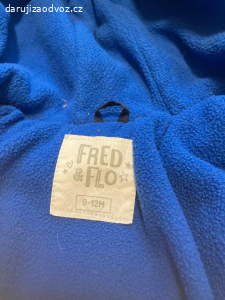 darujizaodvoz.cz
FRED
& FLO
9-12M